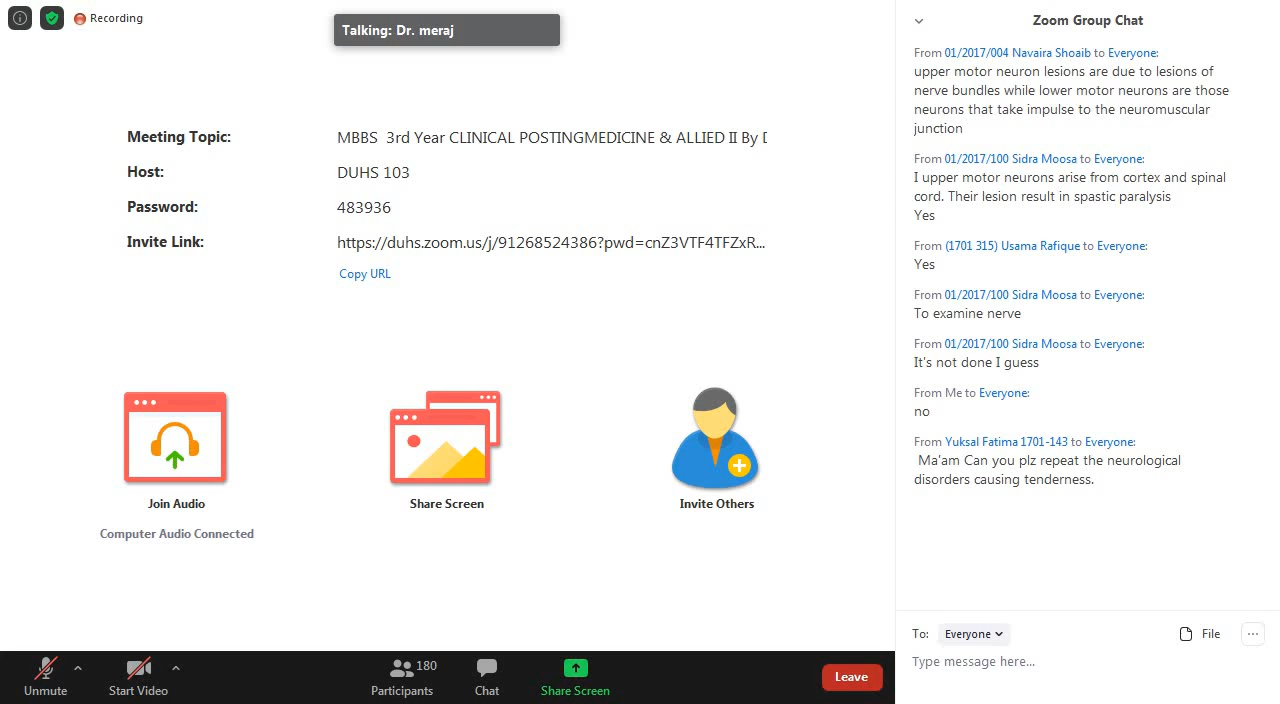 Recording
Talking: Dr. meraj
Meeting Topic: MBBS 3rd Year CLINICAL POSTINGMEDICINE & ALLIED II By D
Host: DUHS 103
Password: 483936
Invite Link: https://duhs.zoom.us/j/91268524386?pwd=cnZ3VTF4TFZxR...
Copy URL
Join Audio
Computer Audio Connected
Share Screen
Invite Others
Unmute
Start Video
180
Participants
Chat
Share Screen
Leave
Zoom Group Chat
From 01/2017/004 Navaira Shoaib to Everyone:
upper motor neuron lesions are due to lesions of
nerve bundles while lower motor neurons are those
neurons that take impulse to the neuromuscular
junction
From 01/2017/100 Sidra Moosa to Everyone:
I upper motor neurons arise from cortex and spinal
cord. Their lesion result in spastic paralysis
Yes
From (1701 315) Usama Rafique to Everyone:
Yes
From 01/2017/100 Sidra Moosa to Everyone:
To examine nerve
From 01/2017/100 Sidra Moosa to Everyone:
It's not done I guess
From Me to Everyone:
no
From Yuksal Fatima 1701-143 to Everyone:
Ma'am Can you plz repeat the neurological
disorders causing tenderness.
To: Everyone
File
Type message here...